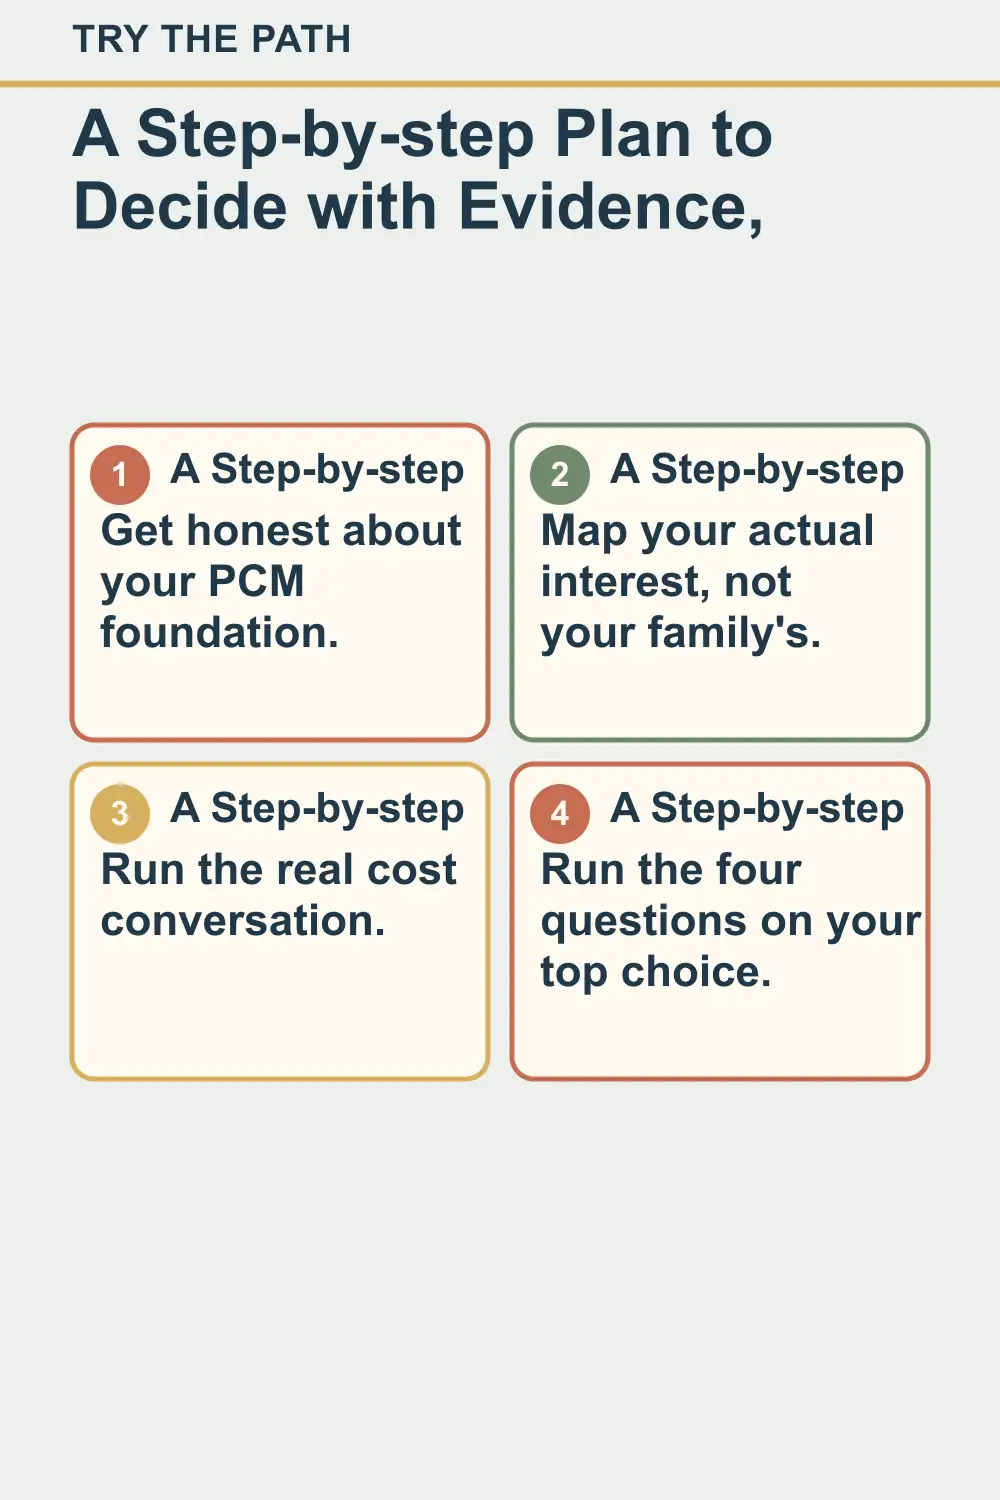 TRY THE PATH
A Step-by-step Plan to
Decide with Evidence,
1 A Step-by-step
Get honest about
your PCM
foundation.
2 A Step-by-step
Map your actual
interest, not
your family's.
3 A Step-by-step
Run the real cost
conversation.
4 A Step-by-step
Run the four
questions on your
top choice.